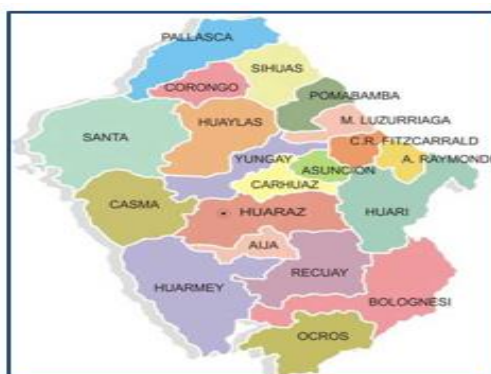 PALLASCA
SIHUAS
CORONGO
POMABAMBA
M. LUZURRIAGA
SANTA
HUAYLAS
C.R. FITZCARRALD
YUNGAY
A. RAYMONDI
ASUNCION
CARHUAZ
CASMA
HUARAZ
HUARI
AIJA
RECUAY
HUARMEY
BOLOGNESI
OCROS